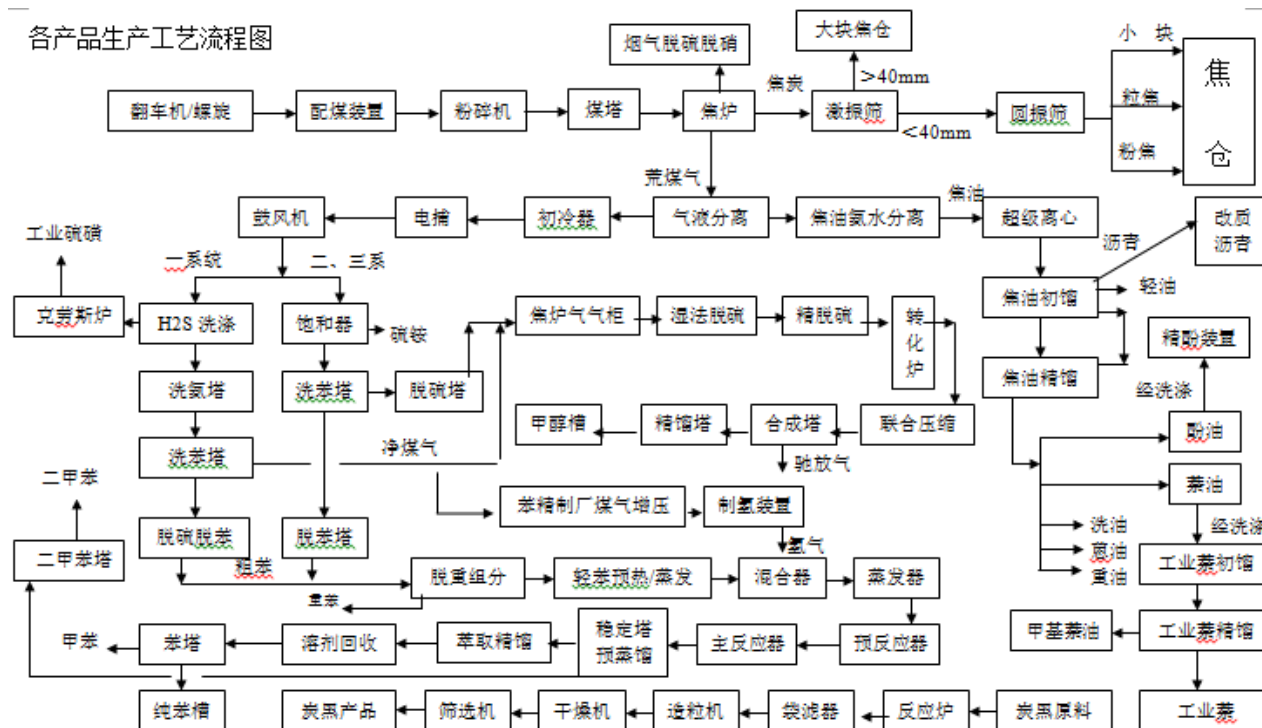 各产品生产工艺流程图
烟气脱硫脱硝
大块焦仓
小 块
焦炭
>40mm
翻车机/螺旋
配煤装置
粉碎机
煤塔
焦炉
激振筛
<40mm
圆振筛
粒焦
粉焦
焦
仓
荒煤气
焦油
鼓风机
电捕
初冷器
气液分离
焦油氨水分离
超级离心
沥青
改质
沥青
工业硫磺
一系统
二、三系
克劳斯炉
H2S 洗涤
饱和器
硫铵
焦炉气气柜
湿法脱硫
精脱硫
转
化
炉
焦油初馏
轻油
精酚装置
洗氨塔
洗苯塔
脱硫塔
焦油精馏
经洗涤
甲醇槽
精馏塔
合成塔
联合压缩
酚油
洗苯塔
净煤气
驰放气
二甲苯
萘油
苯精制厂煤气增压
制氢装置
洗油
经洗涤
脱硫脱苯
脱苯塔
氢气
蒽油
二甲苯塔
粗苯
脱重组分
轻苯预热/蒸发
混合器
蒸发器
重油
工业萘初馏
重苯
甲苯
苯塔
溶剂回收
萃取精馏
稳定塔
预蒸馏
主反应器
预反应器
甲基萘油
工业萘精馏
纯苯槽
炭黑产品
筛选机
干燥机
造粒机
袋滤器
反应炉
炭黑原料
工业萘